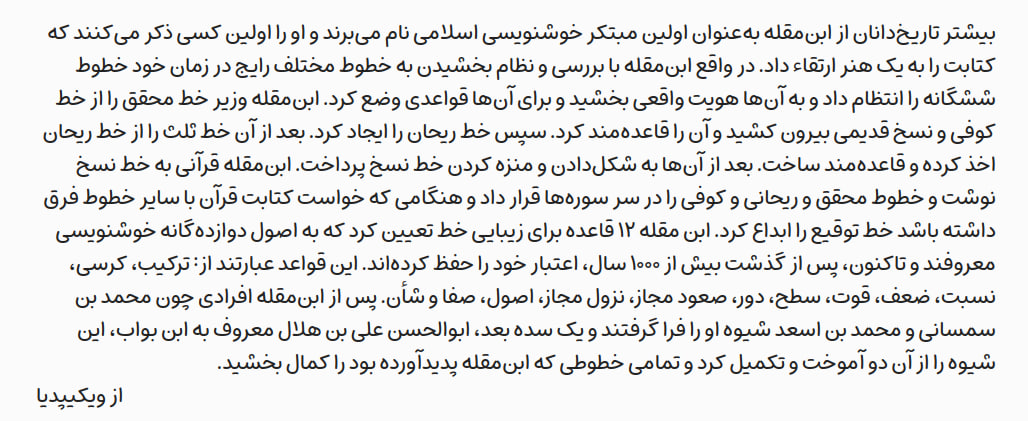 بیشتر تاریخ‌دانان از ابن‌مقله به‌عنوان اولین مبتکر خوشنویسی اسلامی نام می‌برند و او را اولین کسی ذکر می‌کنند که
کتابت را به یک هنر ارتقاء داد. در واقع ابن‌مقله با بررسی و نظام بخشیدن به خطوط مختلف رایج در زمان خود خطوط
ششگانه را انتظام داد و به آن‌ها هویت واقعی بخشید و برای آن‌ها قواعدی وضع کرد. ابن‌مقله وزیر خط محقق را از خط
کوفی و نسخ قدیمی بیرون کشید و آن را قاعده‌مند کرد. سپس خط ریحان را ایجاد کرد. بعد از آن خط ثلث را از خط ریحان
اخذ کرده و قاعده‌مند ساخت. بعد از آن‌ها به شکل‌دادن و منزه کردن خط نسخ پرداخت. ابن‌مقله قرآنی به خط نسخ
نوشت و خطوط محقق و ریحانی و کوفی را در سر سوره‌ها قرار داد و هنگامی که خواست کتابت قرآن با سایر خطوط فرق
داشته باشد خط توقیع را ابداع کرد. ابن مقله ۱۲ قاعده برای زیبایی خط تعیین کرد که به اصول دوازده‌گانه خوشنویسی
معروفند و تاکنون، پس از گذشت بیش از ۱۰۰۰ سال، اعتبار خود را حفظ کرده‌اند. این قواعد عبارتند از: ترکیب، کرسی،
نسبت، ضعف، قوت، سطح، دور، صعود مجاز، نزول مجاز، اصول، صفا و شأن. پس از ابن‌مقله افرادی چون محمد بن
سمسانی و محمد بن اسعد شیوه او را فرا گرفتند و یک سده بعد، ابوالحسن علی بن هلال معروف به ابن بواب، این
شیوه را از آن دو آموخت و تکمیل کرد و تمامی خطوطی که ابن‌مقله پدیدآورده بود را کمال بخشید.
از ویکیپدیا